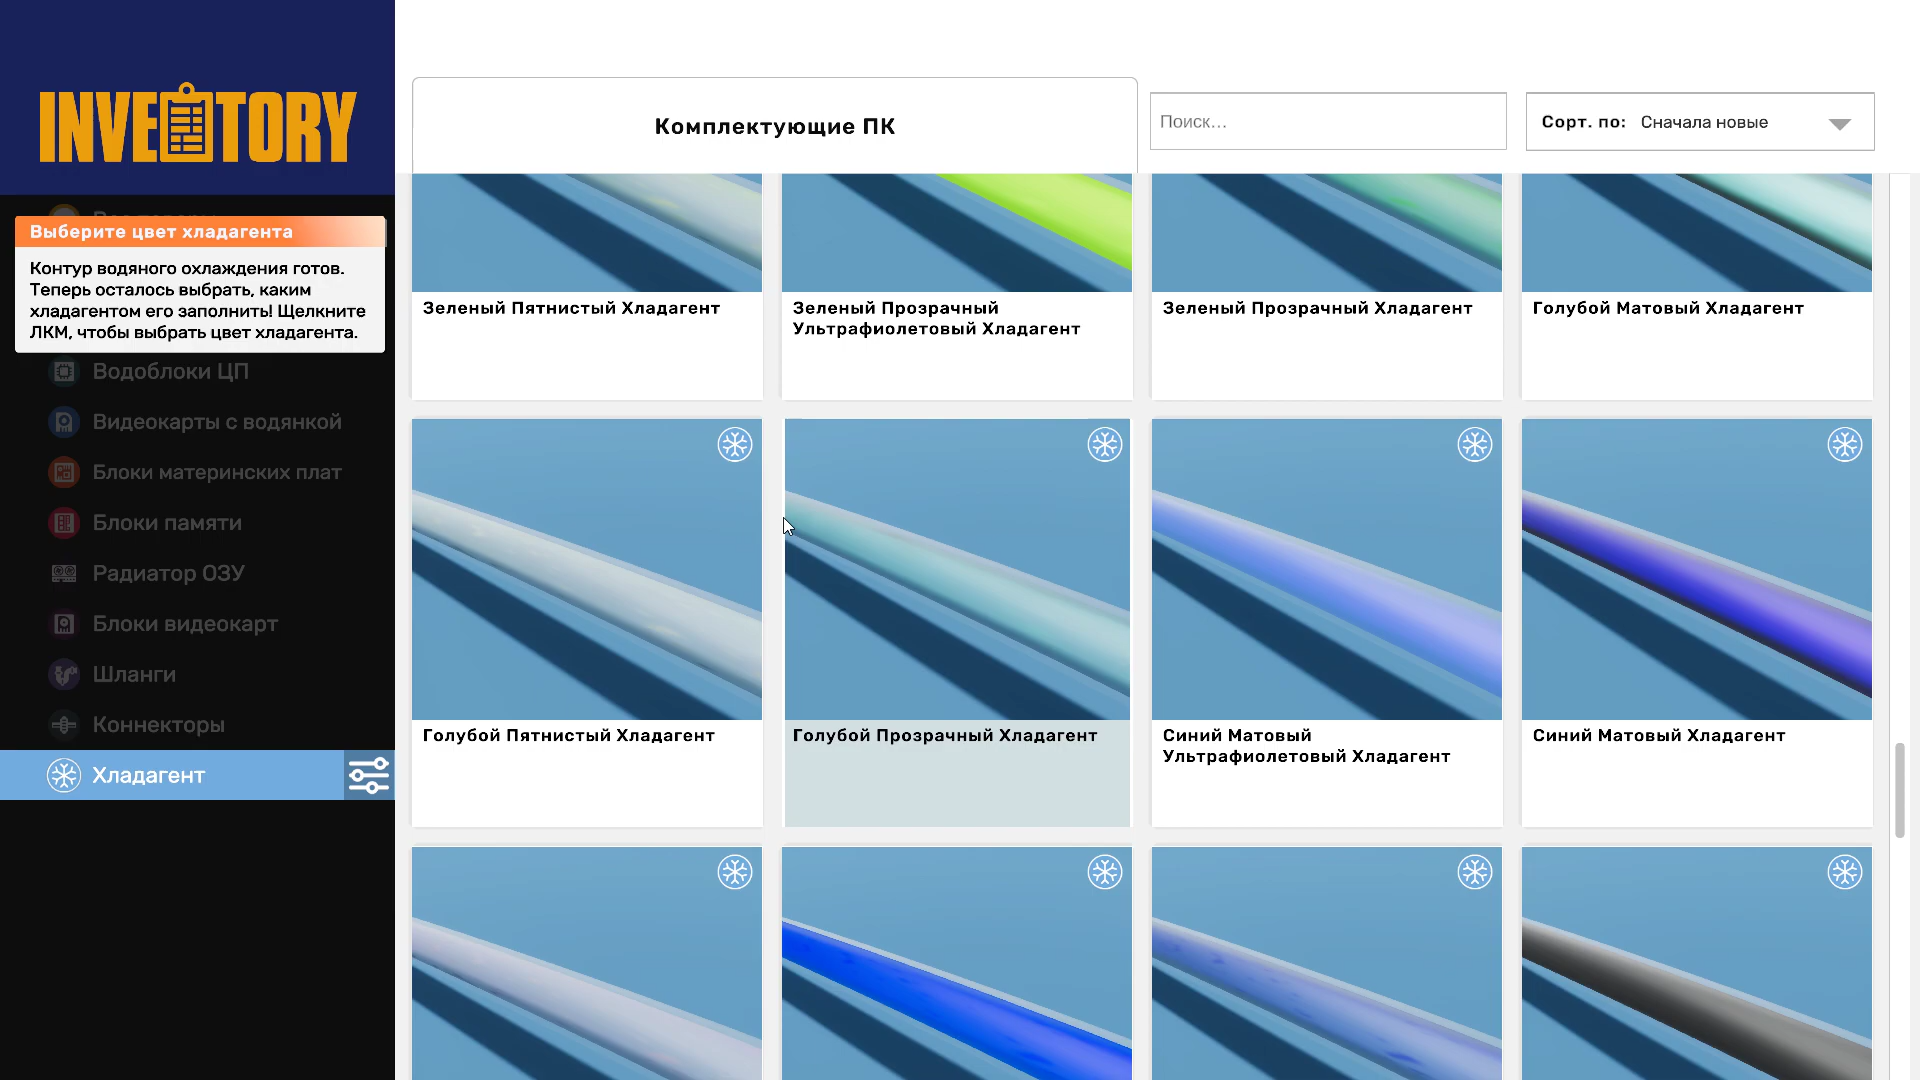 INVENTORY
Комплектующие ПК
Поиск...
Сорт. по: Сначала новые
Выберите цвет хладагента
Контур водяного охлаждения готов.
Теперь осталось выбрать, каким
хладагентом его заполнить! Щелкните
ЛКМ, чтобы выбрать цвет хладагента.
Водоблоки ЦП
Видеокарты с водянкой
Блоки материнских плат
Блоки памяти
Радиатор ОЗУ
Блоки видеокарт
Шланги
Коннекторы
Хладагент
Зеленый Пятнистый Хладагент
Зеленый Прозрачный
Ультрафиолетовый Хладагент
Зеленый Прозрачный Хладагент
Голубой Матовый Хладагент
Голубой Пятнистый Хладагент
Голубой Прозрачный Хладагент
Синий Матовый
Ультрафиолетовый Хладагент
Синий Матовый Хладагент